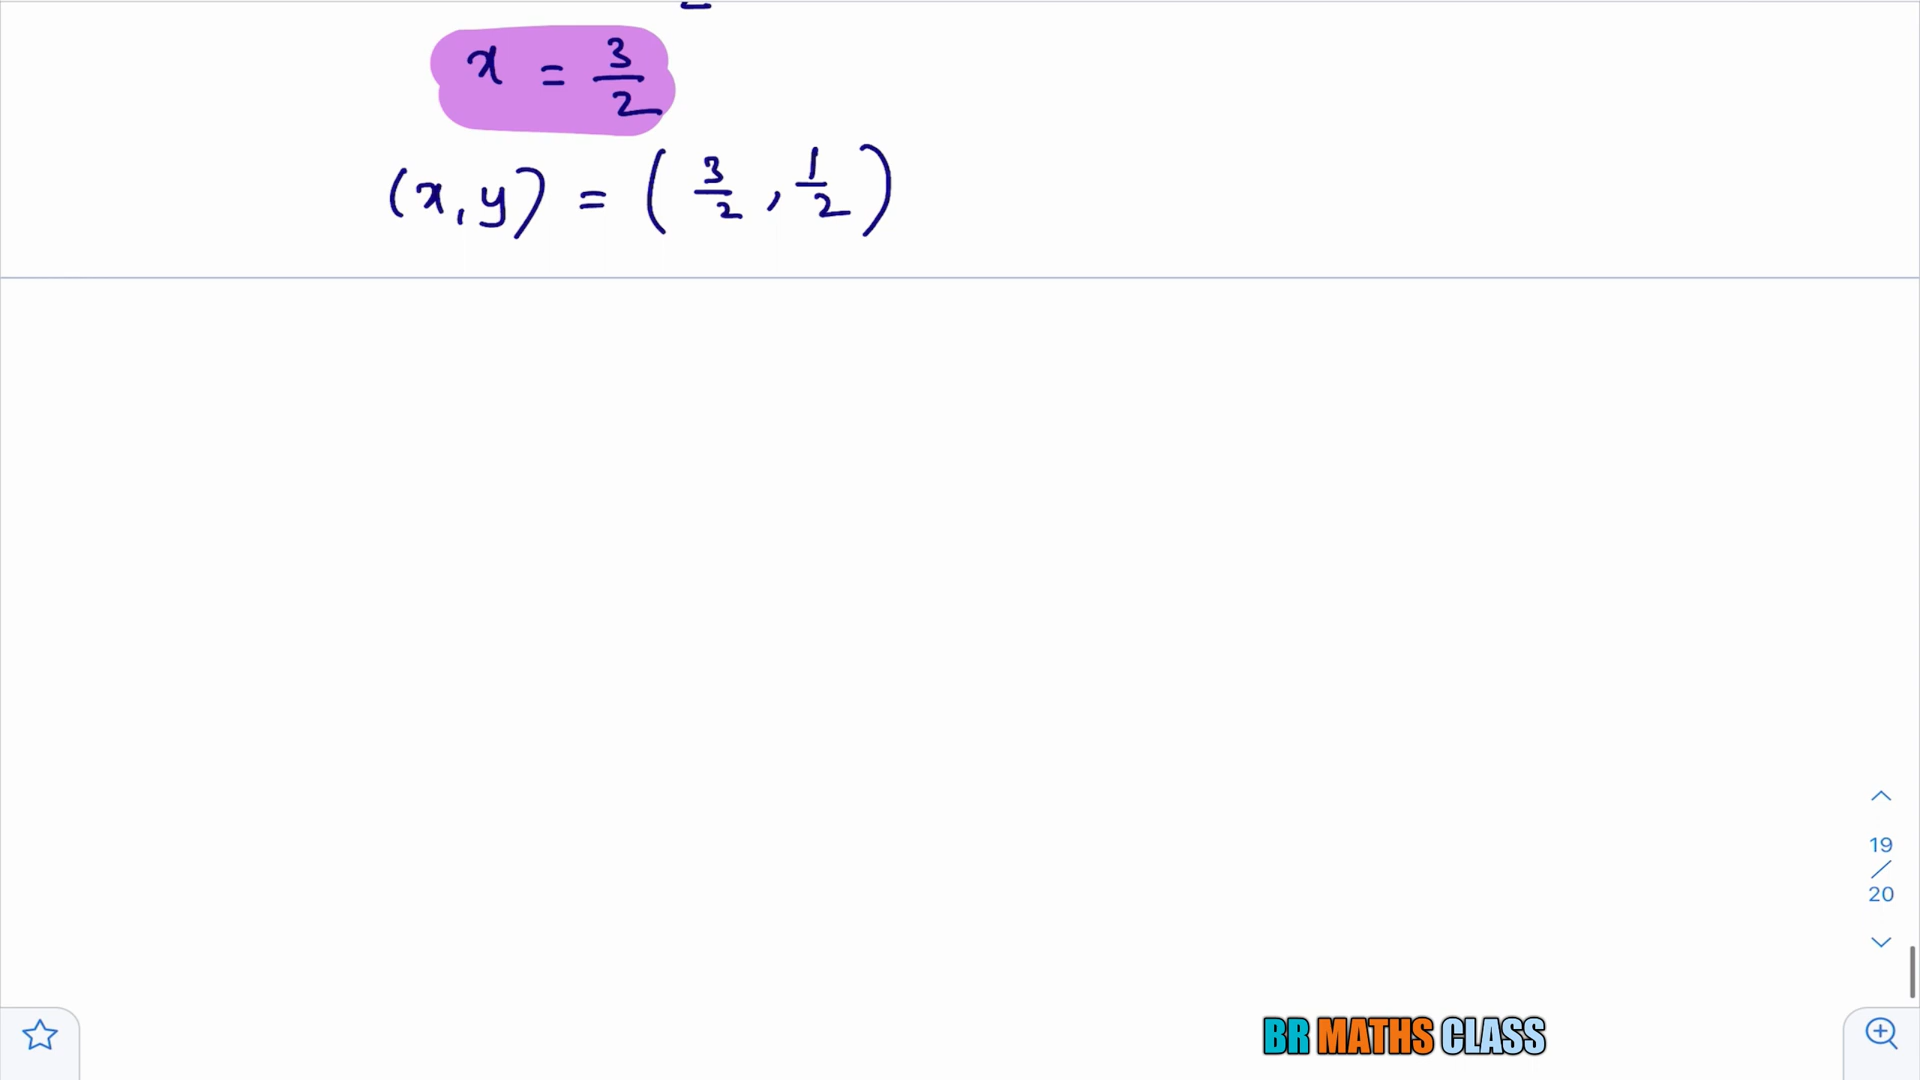 x = 3/2
(x, y) = (3/2, 1/2)
19
/
20
BR MATHS CLASS